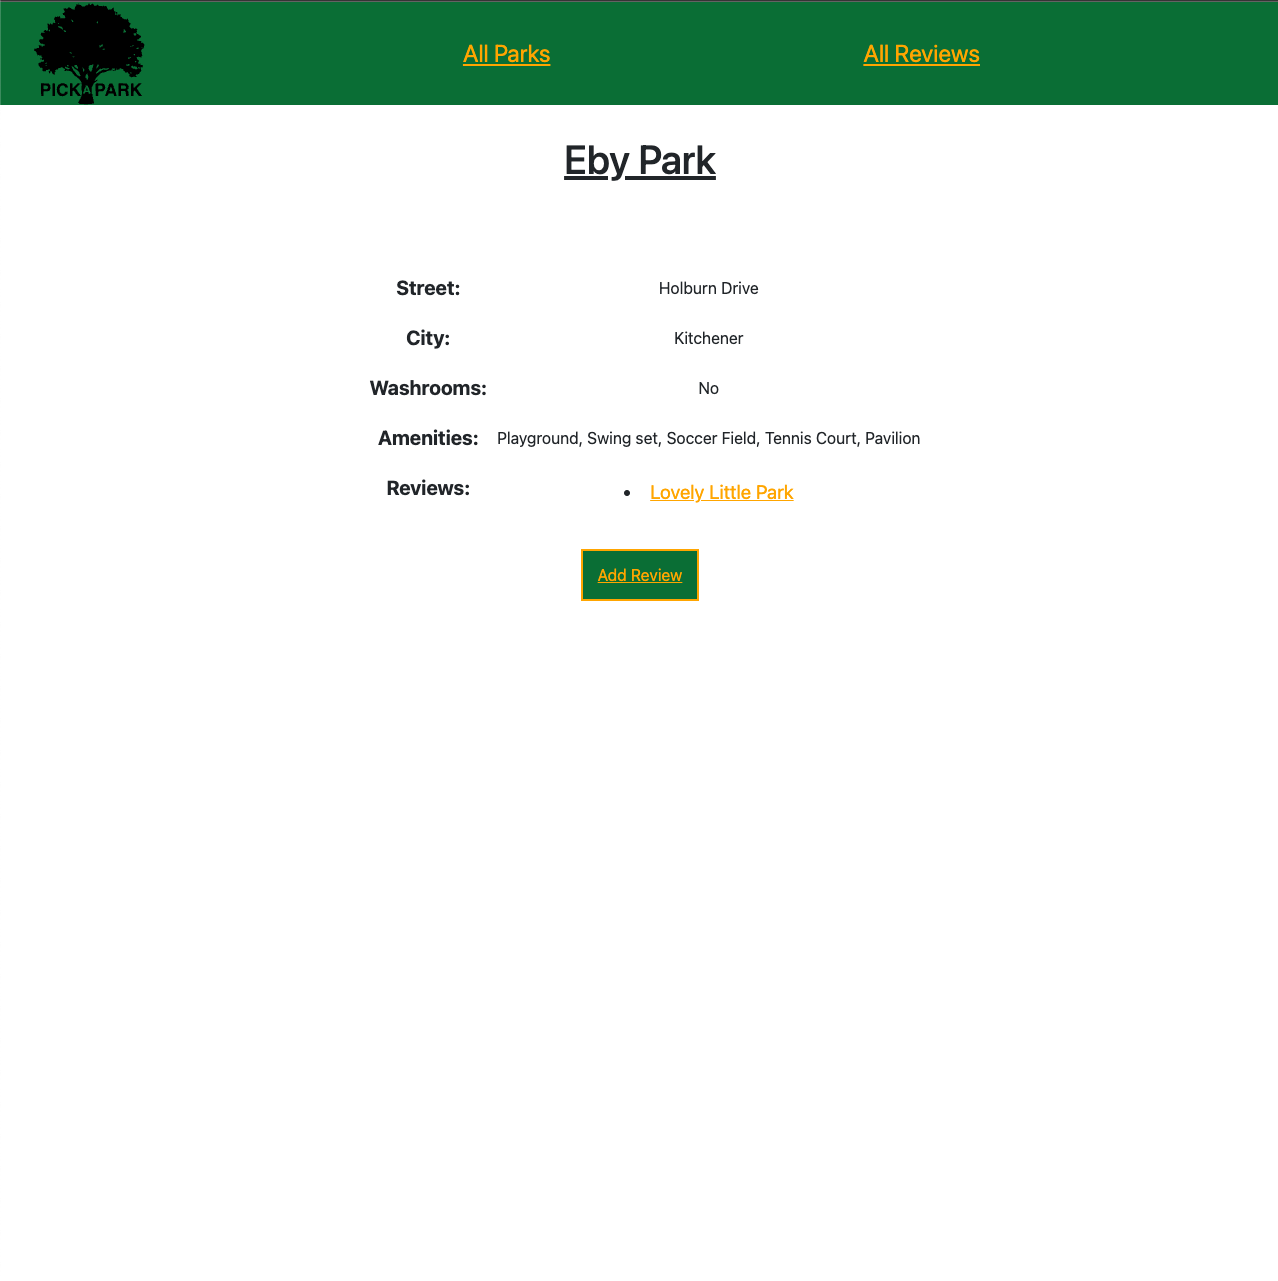 PICK A PARK
All Parks
All Reviews
Eby Park
Street: Holburn Drive
City: Kitchener
Washrooms: No
Amenities: Playground, Swing set, Soccer Field, Tennis Court, Pavilion
Reviews: • Lovely Little Park
Add Review